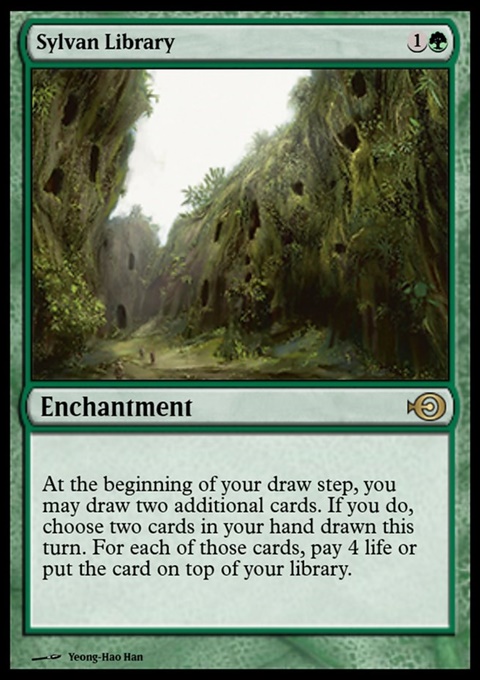 Sylvan Library 1
Enchantment
At the beginning of your draw step, you
may draw two additional cards. If you do,
choose two cards in your hand drawn this
turn. For each of those cards, pay 4 life or
put the card on top of your library.
Yeong-Hao Han